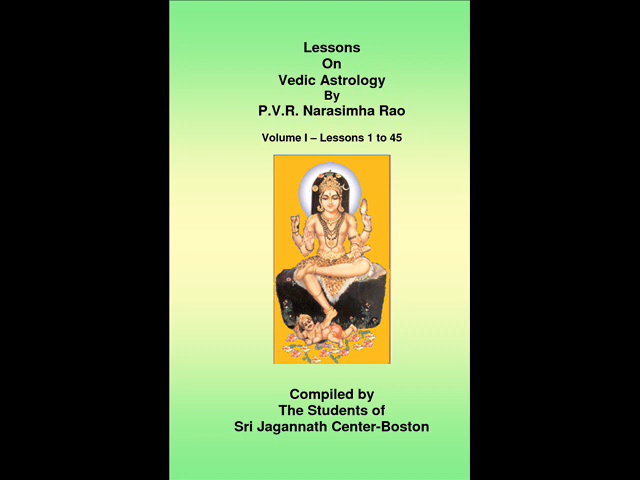 Lessons
On
Vedic Astrology
By
P.V.R. Narasimha Rao
Volume I – Lessons 1 to 45
Compiled by
The Students of
Sri Jagannath Center-Boston